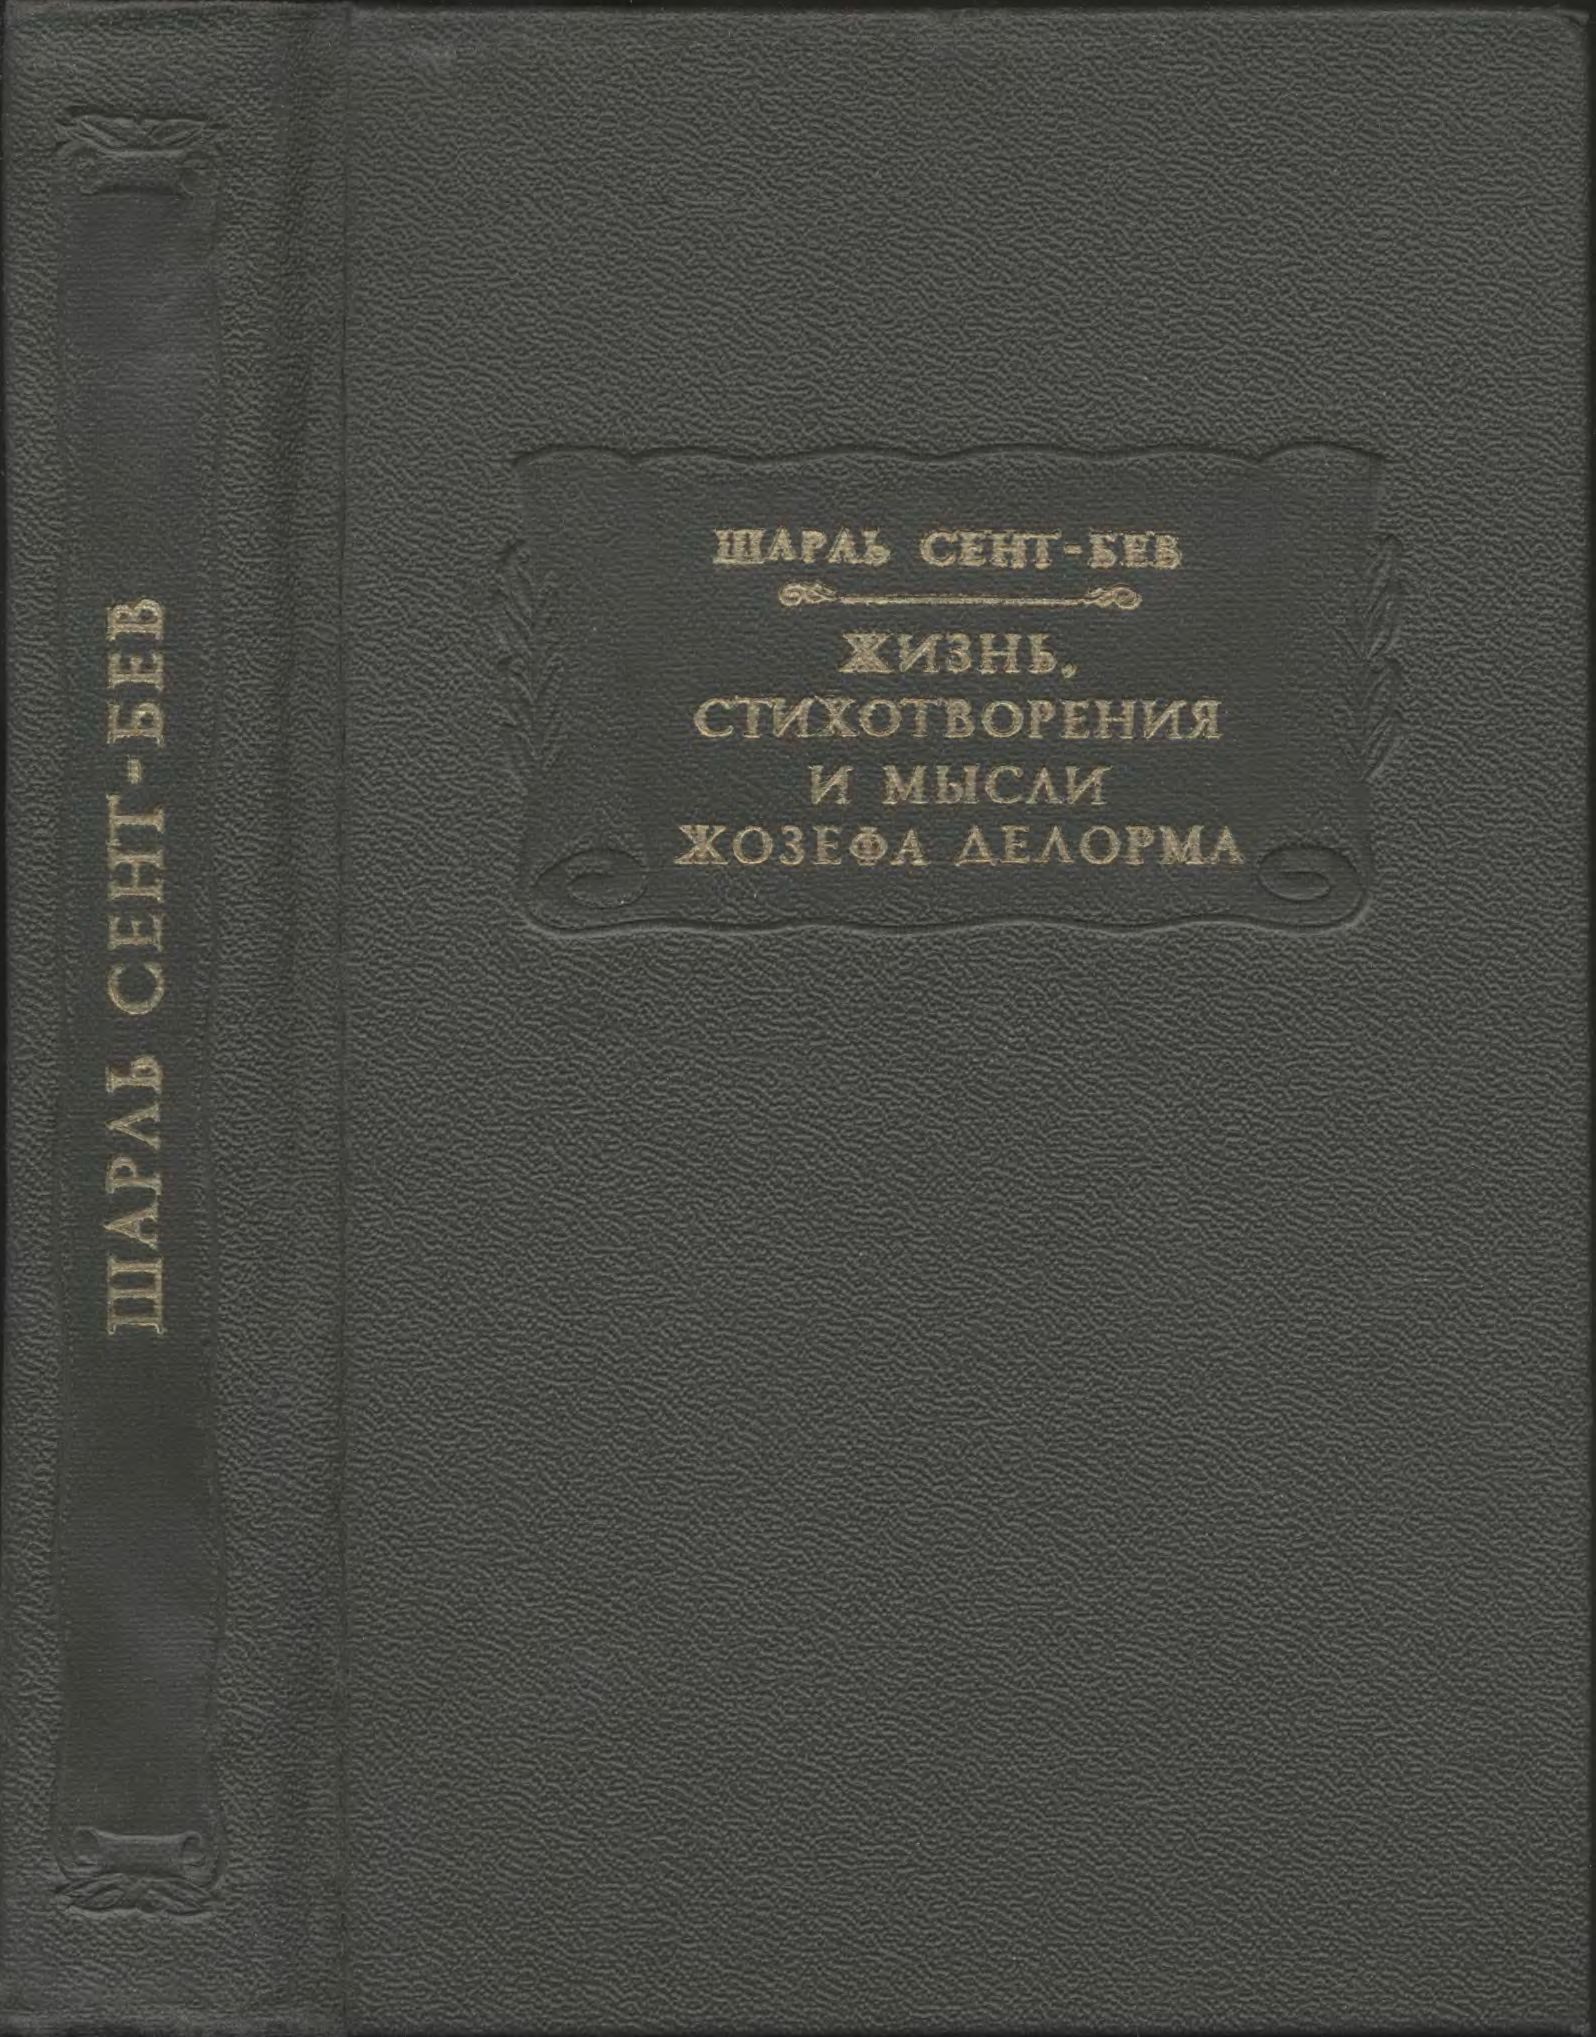 ШАРЛЬ СЕНТ-БЕВ
ШАРЛЬ СЕНТ-БЕВ
ЖИЗНЬ,
СТИХОТВОРЕНИЯ
И МЫСЛИ
ЖОЗЕФА ДЕЛОРМА